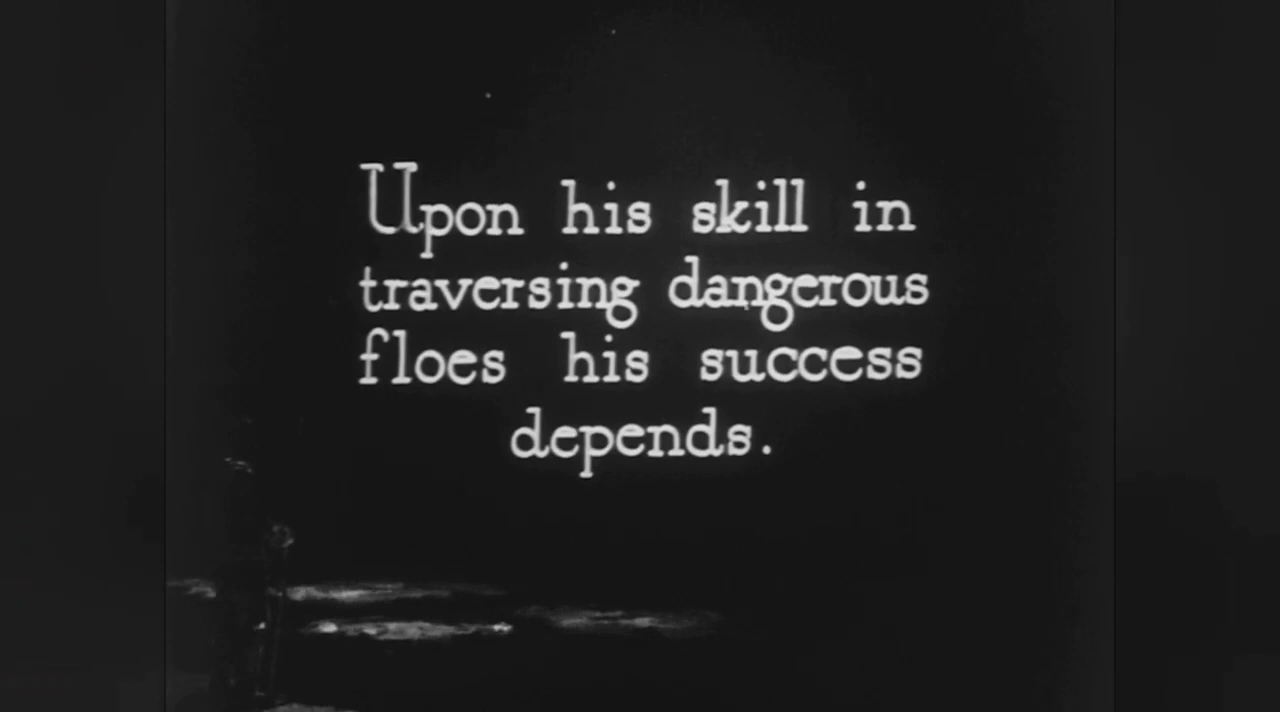 Upon his skill in
traversing dangerous
floes his success
depends.